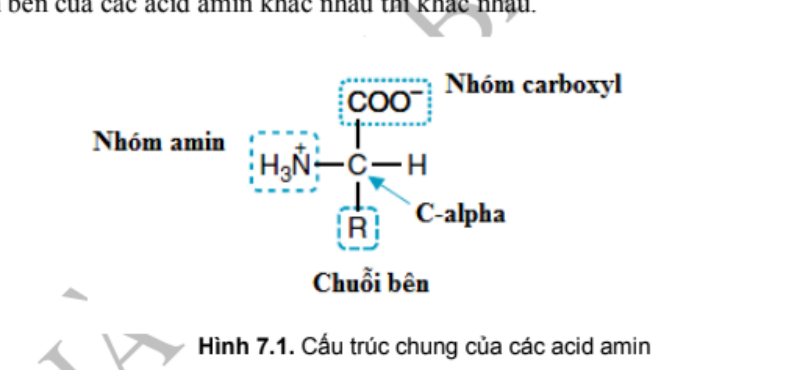 bên của các acid amin khác nhau thì khác nhau.
COO⁻ Nhóm carboxyl
Nhóm amin
H₃N⁺—C—H
C-alpha
R
Chuỗi bên
Hình 7.1. Cấu trúc chung của các acid amin